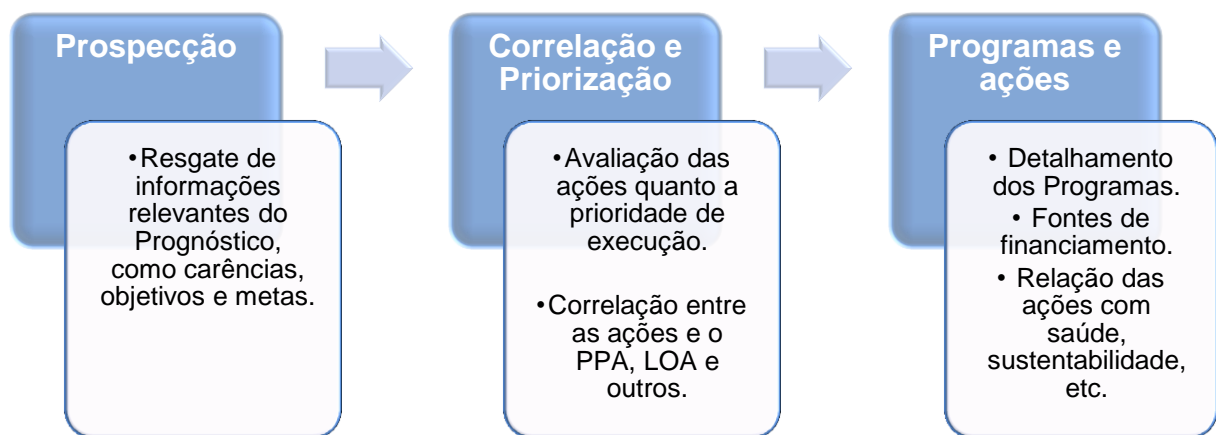 Prospecção
•Resgate de
informações
relevantes do
Prognóstico,
como carências,
objetivos e metas.
Correlação e
Priorização
•Avaliação das
ações quanto a
prioridade de
execução.
•Correlação entre
as ações e o
PPA, LOA e
outros.
Programas e
ações
• Detalhamento
dos Programas.
• Fontes de
financiamento.
• Relação das
ações com
saúde,
sustentabilidade,
etc.